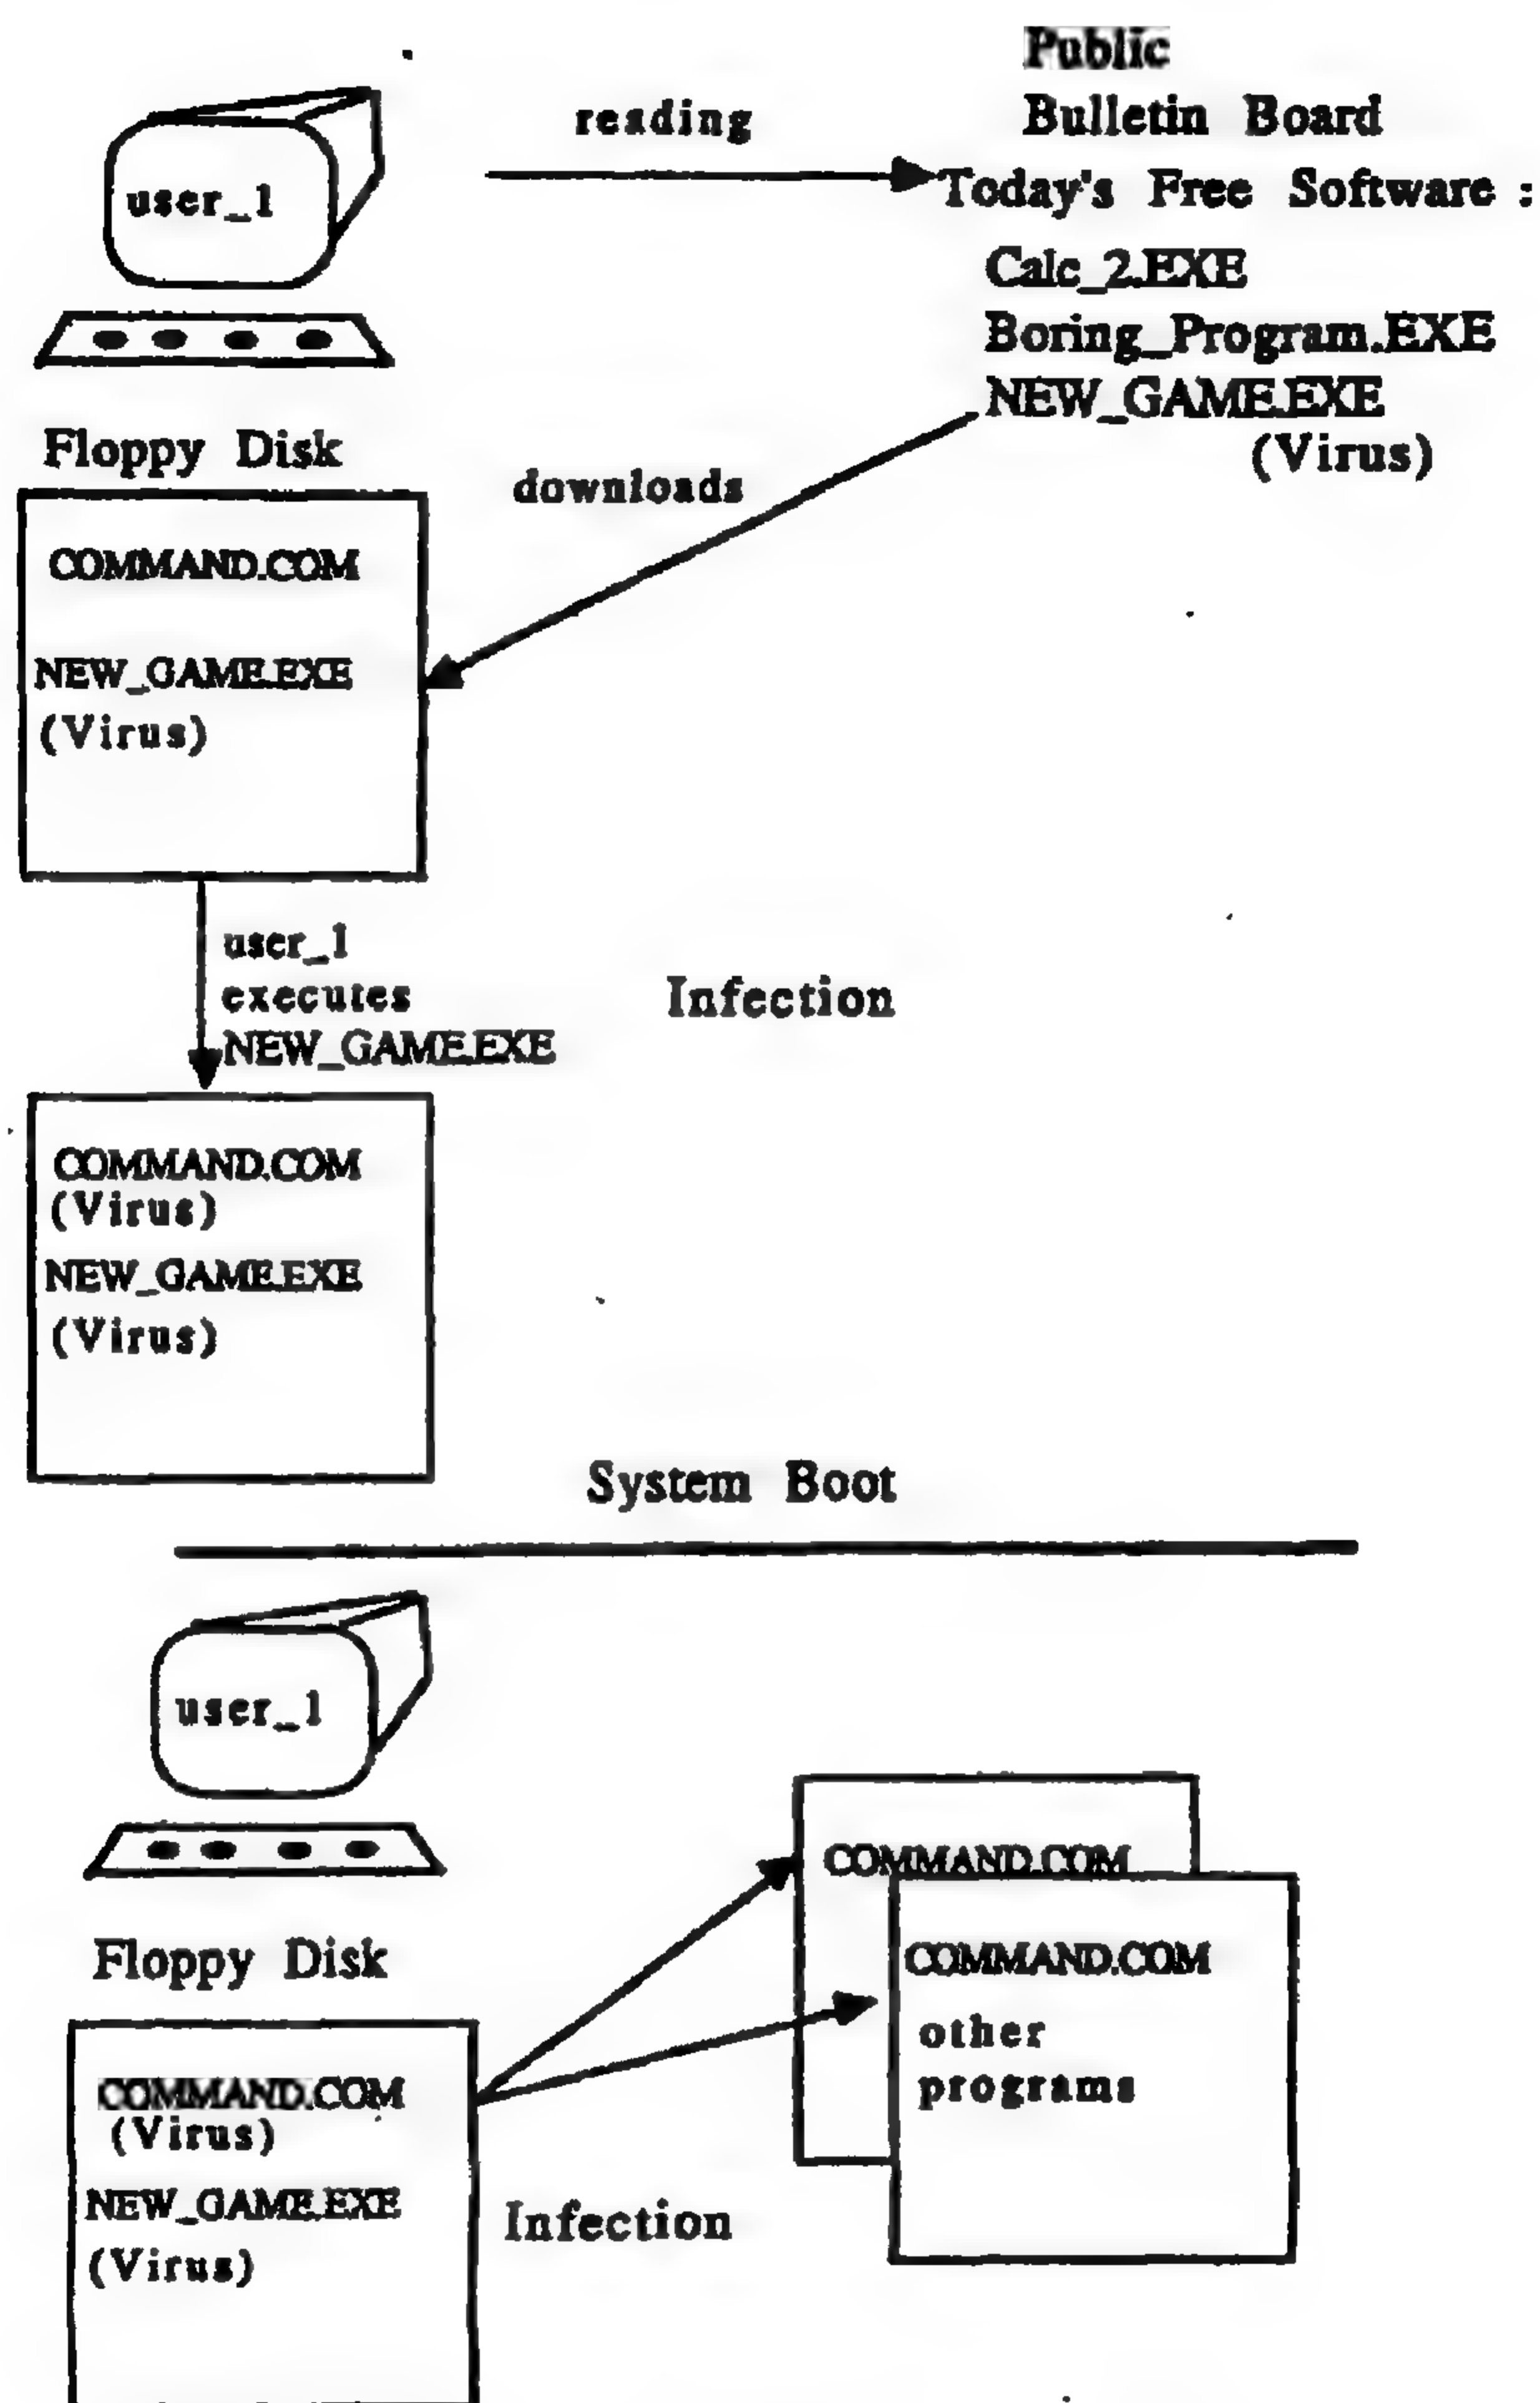 Public
Bulletin Board
reading
user_1
Today's Free Software :
Calc_2.EXE
Boring_Program.EXE
NEW_GAME.EXE
(Virus)
Floppy Disk
downloads
COMMAND.COM
NEW_GAME.EXE
(Virus)
user_1
executes
NEW_GAME.EXE
Infection
COMMAND.COM
(Virus)
NEW_GAME.EXE
(Virus)
System Boot
user_1
Floppy Disk
COMMAND.COM
COMMAND.COM
other
programs
COMMAND.COM
(Virus)
NEW_GAME.EXE
(Virus)
Infection